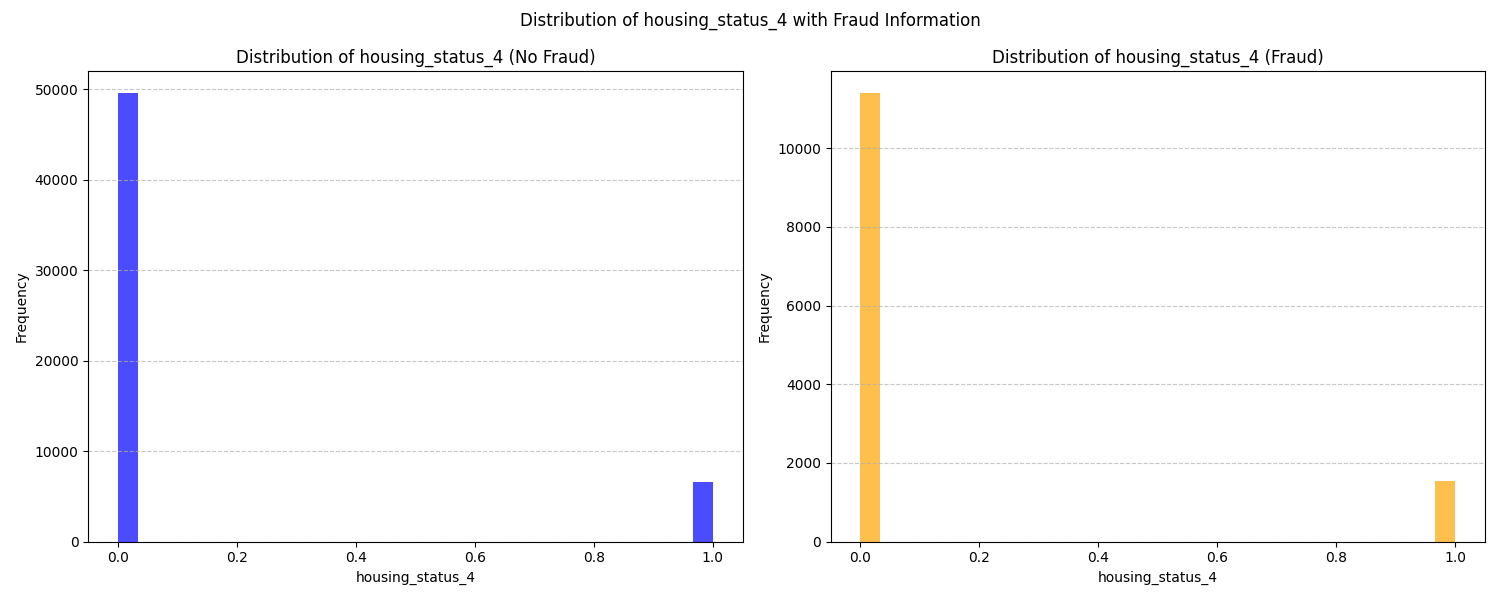 Distribution of housing_status_4 with Fraud Information
Distribution of housing_status_4 (No Fraud)
50000
40000
30000
20000
10000
0
Frequency
0.0 0.2 0.4 0.6 0.8 1.0
housing_status_4
Distribution of housing_status_4 (Fraud)
10000
8000
6000
4000
2000
0
Frequency
0.0 0.2 0.4 0.6 0.8 1.0
housing_status_4